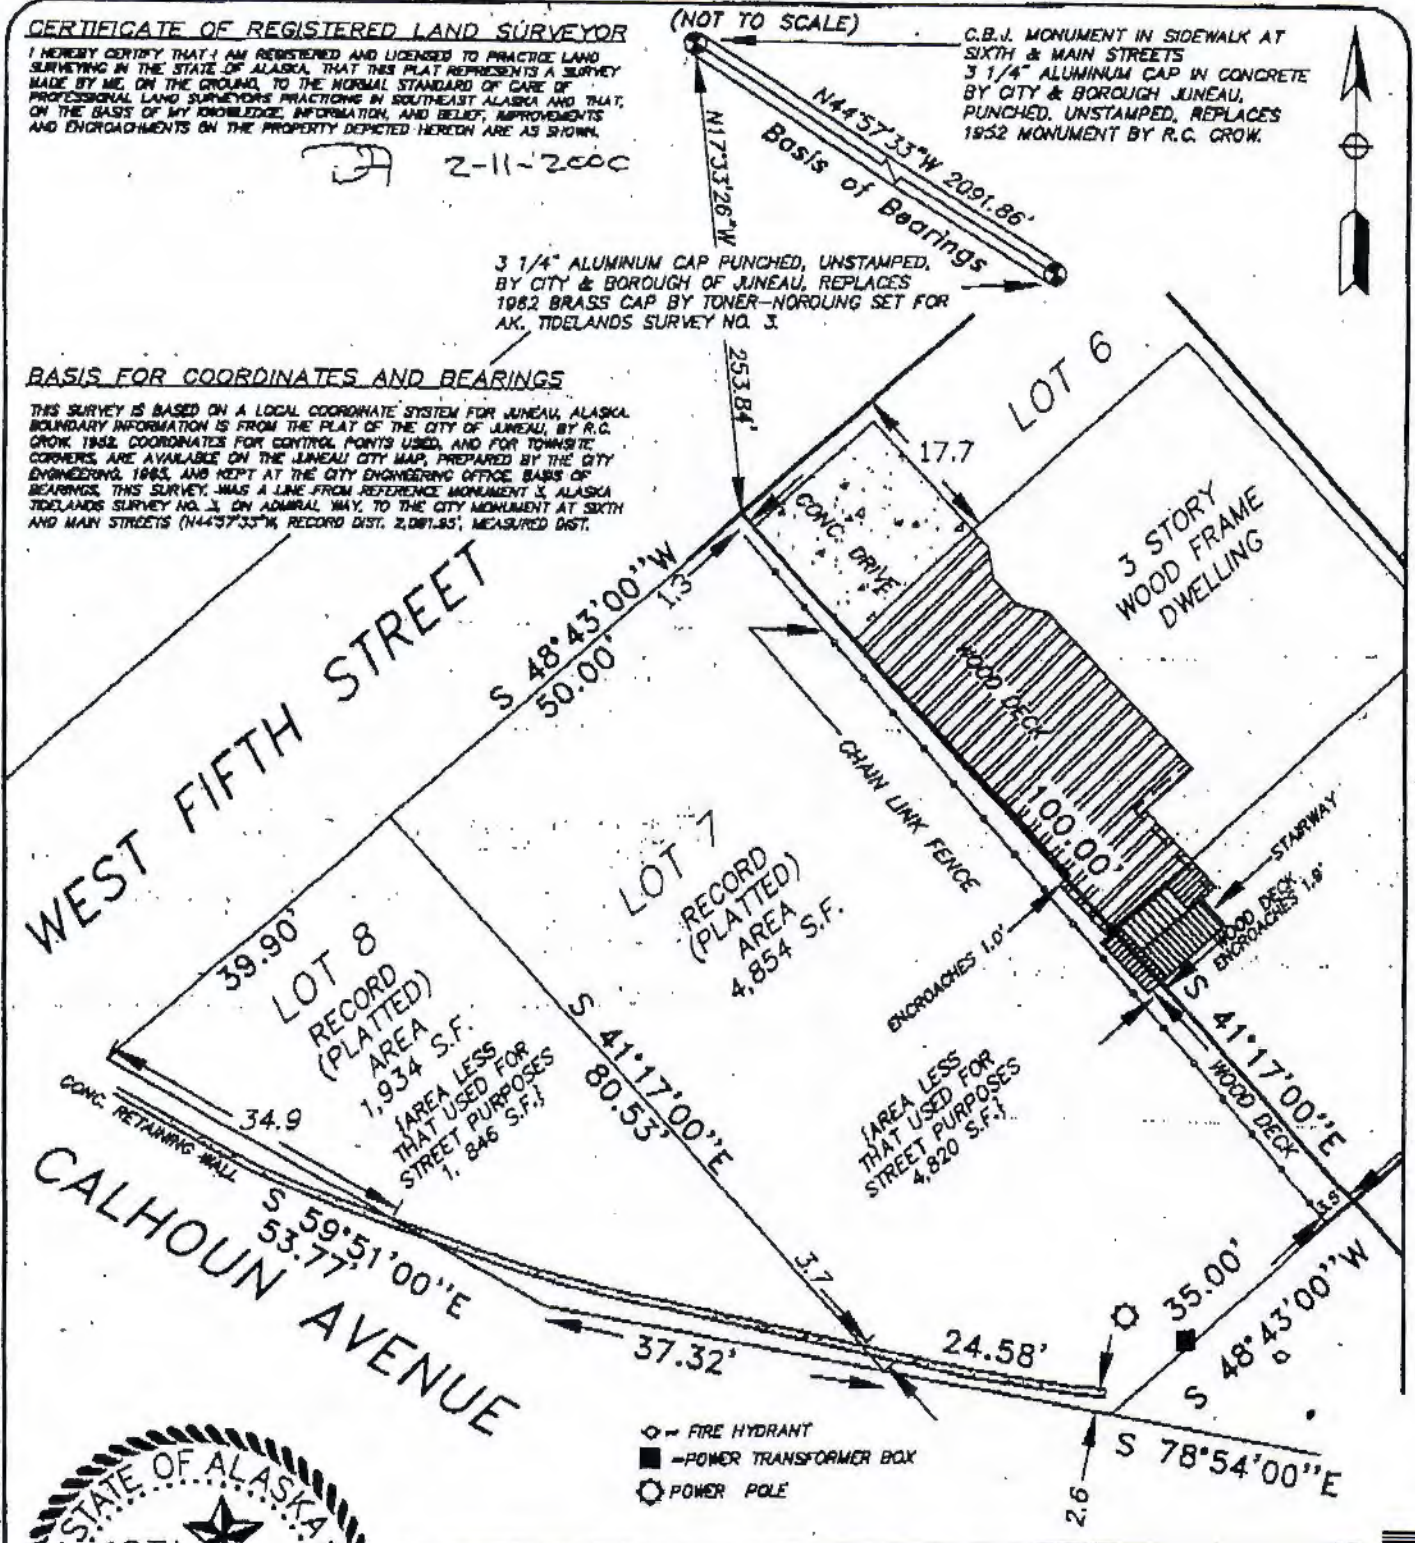 CERTIFICATE OF REGISTERED LAND SURVEYOR
I HEREBY CERTIFY THAT I AM REGISTERED AND LICENSED TO PRACTICE LAND
SURVEYING IN THE STATE OF ALASKA, THAT THIS PLAT REPRESENTS A SURVEY
MADE BY ME, ON THE GROUND, TO THE NORMAL STANDARD OF CARE OF
PROFESSIONAL LAND SURVEYORS PRACTICING IN SOUTHEAST ALASKA AND THAT,
ON THE BASIS OF MY KNOWLEDGE, INFORMATION, AND BELIEF, IMPROVEMENTS
AND ENCROACHMENTS ON THE PROPERTY DEPICTED HEREON ARE AS SHOWN.
2-11-2000
(NOT TO SCALE)
C.B.J. MONUMENT IN SIDEWALK AT
SIXTH & MAIN STREETS
3 1/4" ALUMINUM CAP IN CONCRETE
BY CITY & BOROUGH JUNEAU,
PUNCHED, UNSTAMPED, REPLACES
1952 MONUMENT BY R.C. CROW.
N44°57'33"W 2091.86'
Basis of Bearings
N17°33'26"W
253.84'
3 1/4" ALUMINUM CAP PUNCHED, UNSTAMPED,
BY CITY & BOROUGH OF JUNEAU, REPLACES
1962 BRASS CAP BY TONER-NORDLING SET FOR
AK. TIDELANDS SURVEY NO. 3.
BASIS FOR COORDINATES AND BEARINGS
THIS SURVEY IS BASED ON A LOCAL COORDINATE SYSTEM FOR JUNEAU, ALASKA.
BOUNDARY INFORMATION IS FROM THE PLAT OF THE CITY OF JUNEAU, BY R.C.
CROW, 1952. COORDINATES FOR CONTROL POINTS USED, AND FOR TOWNSITE
CORNERS, ARE AVAILABLE ON THE JUNEAU CITY MAP, PREPARED BY THE CITY
ENGINEERING, 1965, AND KEPT AT THE CITY ENGINEERING OFFICE. BASIS OF
BEARINGS, THIS SURVEY, WAS A LINE FROM REFERENCE MONUMENT 3, ALASKA
TIDELANDS SURVEY NO. 3, ON ADMIRAL WAY, TO THE CITY MONUMENT AT SIXTH
AND MAIN STREETS (N44°57'33"W, RECORD DIST. 2,091.95', MEASURED DIST.
LOT 6
17.7
3 STORY
WOOD FRAME
DWELLING
CONC. DRIVE
WOOD DECK
WEST FIFTH STREET
S 48°43'00"W
50.00'
1.3
CHAIN LINK FENCE
100.00'
STAIRWAY
WOOD DECK
ENCROACHES 1.9'
ENCROACHES 1.0'
S 41°17'00"E
WOOD DECK
LOT 7
RECORD
(PLATTED)
AREA
4,854 S.F.
{AREA LESS
THAT USED FOR
STREET PURPOSES
4,820 S.F.}
39.90'
LOT 8
RECORD
(PLATTED)
AREA
1,934 S.F.
{AREA LESS
THAT USED FOR
STREET PURPOSES
1, 846 S.F.}
S 41°17'00"E
80.53'
34.9
CONC. RETAINING WALL
S 59°51'00"E
53.77'
CALHOUN AVENUE
3.7
37.32'
24.58'
35.00'
S 48°43'00"W
S 78°54'00"E
2.6
FIRE HYDRANT
-POWER TRANSFORMER BOX
POWER POLE
STATE OF ALASKA